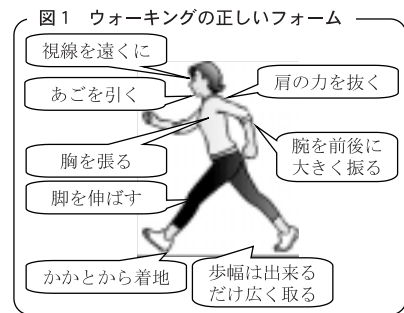 図1 ウォーキングの正しいフォーム
視線を遠くに
あごを引く
肩の力を抜く
胸を張る
腕を前後に
大きく振る
脚を伸ばす
かかとから着地
歩幅は出来る
だけ広く取る